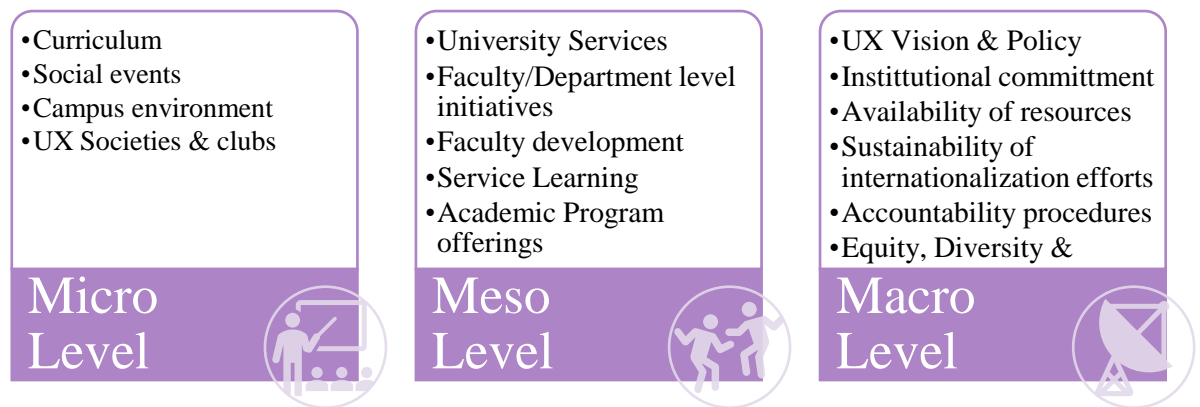 •Curriculum
•Social events
•Campus environment
•UX Societies & clubs
Micro
Level
•University Services
•Faculty/Department level
initiatives
•Faculty development
•Service Learning
•Academic Program
offerings
Meso
Level
•UX Vision & Policy
•Instittutional committment
•Availability of resources
•Sustainability of
internationalization efforts
•Accountability procedures
•Equity, Diversity &
Macro
Level